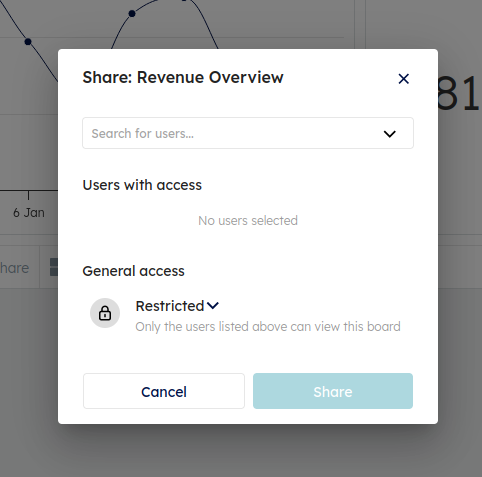 Share: Revenue Overview
81
Search for users...
Users with access
6 Jan
No users selected
hare
General access
Restricted
Only the users listed above can view this board
Cancel
Share